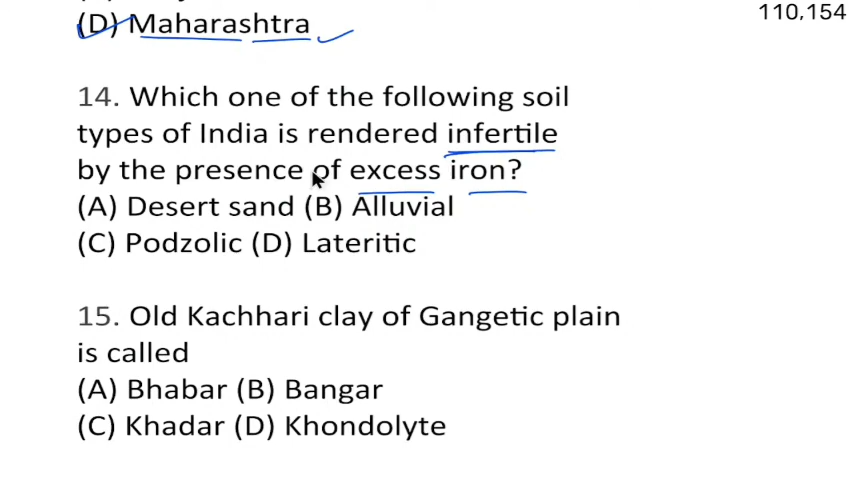 (D) Maharashtra
110,154
14. Which one of the following soil
types of India is rendered infertile
by the presence of excess iron?
(A) Desert sand (B) Alluvial
(C) Podzolic (D) Lateritic
15. Old Kachhari clay of Gangetic plain
is called
(A) Bhabar (B) Bangar
(C) Khadar (D) Khondolyte